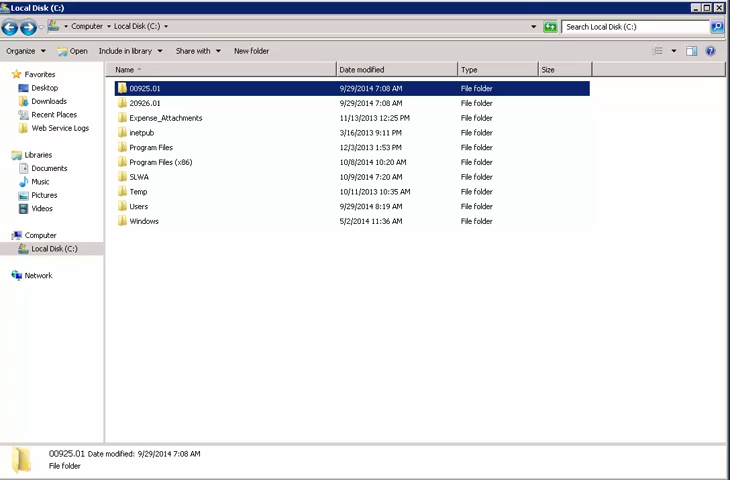 Local Disk (C:)
Computer Local Disk (C:) Search Local Disk (C:)
Organize Open Include in library Share with New folder
Name Date modified Type Size
Favorites
Desktop
Downloads
Recent Places
Web Service Logs
Libraries
Documents
Music
Pictures
Videos
Computer
Local Disk (C:)
Network
00925.01 9/29/2014 7:08 AM File folder
20926.01 9/29/2014 7:08 AM File folder
Expense_Attachments 11/13/2013 12:25 PM File folder
inetpub 3/16/2013 9:11 PM File folder
Program Files 12/3/2013 1:53 PM File folder
Program Files (x86) 10/8/2014 10:20 AM File folder
SLWA 10/9/2014 7:20 AM File folder
Temp 10/11/2013 10:35 AM File folder
Users 9/29/2014 8:19 AM File folder
Windows 5/2/2014 11:36 AM File folder
00925.01 Date modified: 9/29/2014 7:08 AM
File folder